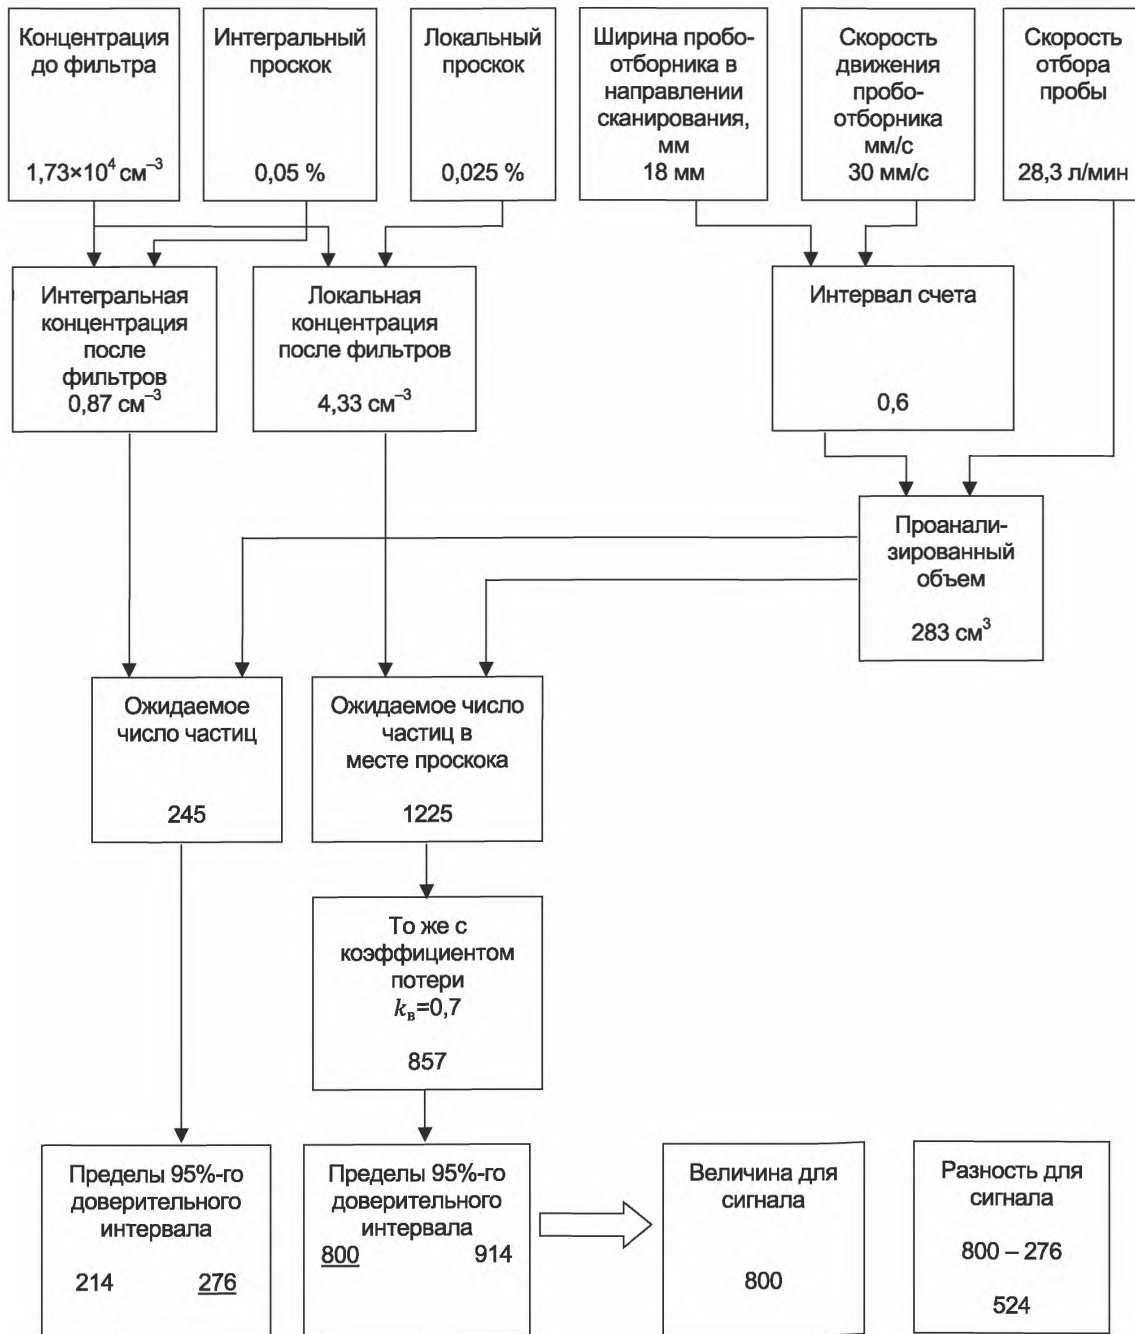 Концентрация
до фильтра
1,73×10⁴ см⁻³
Интегральный
проскок
0,05 %
Локальный
проскок
0,025 %
Ширина пробо-
отборника в
направлении
сканирования,
мм
18 мм
Скорость
движения
пробо-
отборника
мм/с
30 мм/с
Скорость
отбора
пробы
28,3 л/мин
Интегральная
концентрация
после
фильтров
0,87 см⁻³
Локальная
концентрация
после фильтров
4,33 см⁻³
Интервал счета
0,6
Проанали-
зированный
объем
283 см³
Ожидаемое
число частиц
245
Ожидаемое число
частиц в
месте проскока
1225
То же с
коэффициентом
потери
kв=0,7
857
Пределы 95%-го
доверительного
интервала
214 276
Пределы 95%-го
доверительного
интервала
800 914
Величина для
сигнала
800
Разность для
сигнала
800 – 276
524